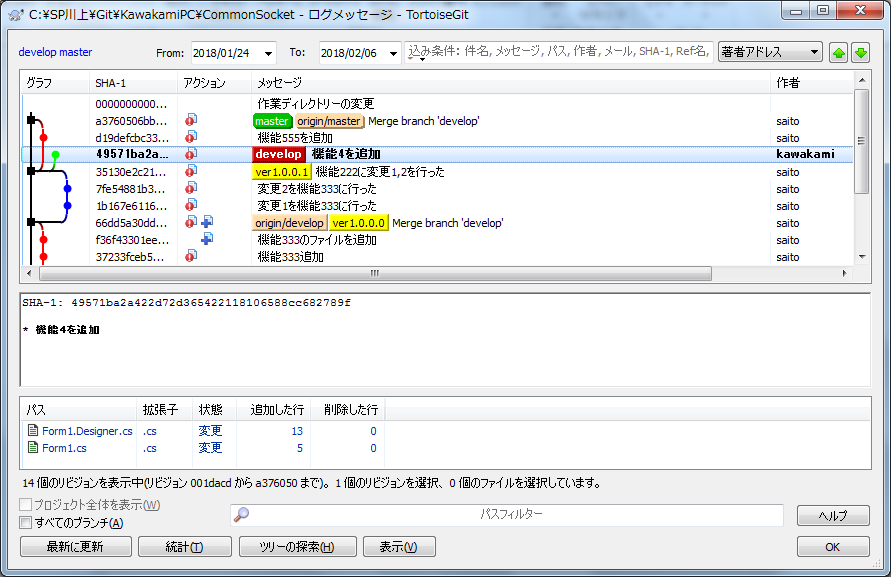 C:¥SP川上¥Git¥KawakamiPC¥CommonSocket - ログメッセージ - TortoiseGit
develop master From: 2018/01/24 To: 2018/02/06 込み条件: 件名, メッセージ, パス, 作者, メール, SHA-1, Ref名, 著者アドレス
グラフ SHA-1 アクション メッセージ 作者
0000000000... 作業ディレクトリーの変更
a3760506bb... master origin/master Merge branch 'develop' saito
d19defcbc33... 機能555を追加 saito
49571ba2a... develop 機能4を追加 kawakami
35130e2c21... ver1.0.0.1 機能222に変更1,2を行った saito
7fe54881b3... 変更2を機能333に行った saito
1b167e6116... 変更1を機能333に行った saito
66dd5a30dd... origin/develop ver1.0.0.0 Merge branch 'develop' saito
f36f43301ee... 機能333のファイルを追加 saito
37233fceb5... 機能333追加 saito
SHA-1: 49571ba2a422d72d365422118106588cc682789f
* 機能4を追加
パス 拡張子 状態 追加した行 削除した行
Form1.Designer.cs .cs 変更 13 0
Form1.cs .cs 変更 5 0
14 個のリビジョンを表示中(リビジョン 001dacd から a376050 まで)。1 個のリビジョンを選択、0 個のファイルを選択しています。
プロジェクト全体を表示(W)
すべてのブランチ(A) パスフィルター ヘルプ
最新に更新 統計(T) ツリーの探索(H) 表示(V) OK